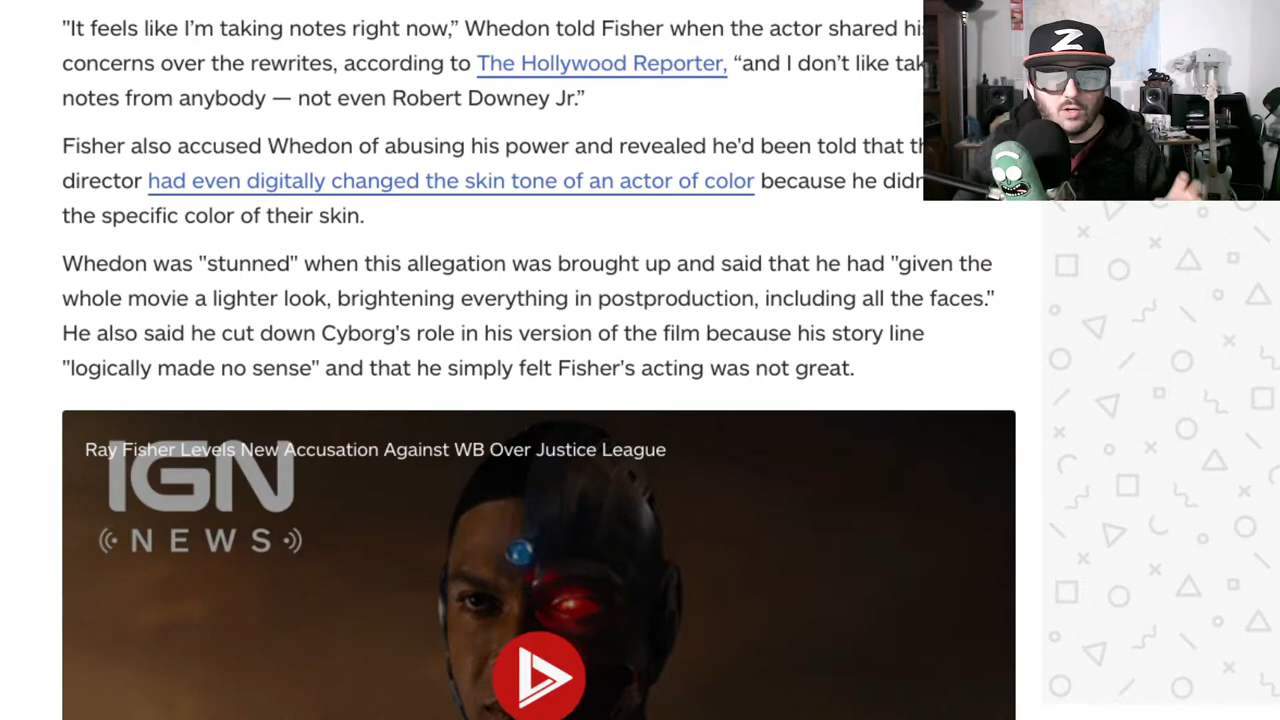 "It feels like I’m taking notes right now,” Whedon told Fisher when the actor shared
concerns over the rewrites, according to The Hollywood Reporter, “and I don’t like
notes from anybody — not even Robert Downey Jr.”
Fisher also accused Whedon of abusing his power and revealed he’d been told that
director had even digitally changed the skin tone of an actor of color because he
the specific color of their skin.
Whedon was "stunned" when this allegation was brought up and said that he had "given the
whole movie a lighter look, brightening everything in postproduction, including all the faces."
He also said he cut down Cyborg's role in his version of the film because his story line
"logically made no sense" and that he simply felt Fisher's acting was not great.
Ray Fisher Levels New Accusation Against WB Over Justice League
IGN
NEWS
Z